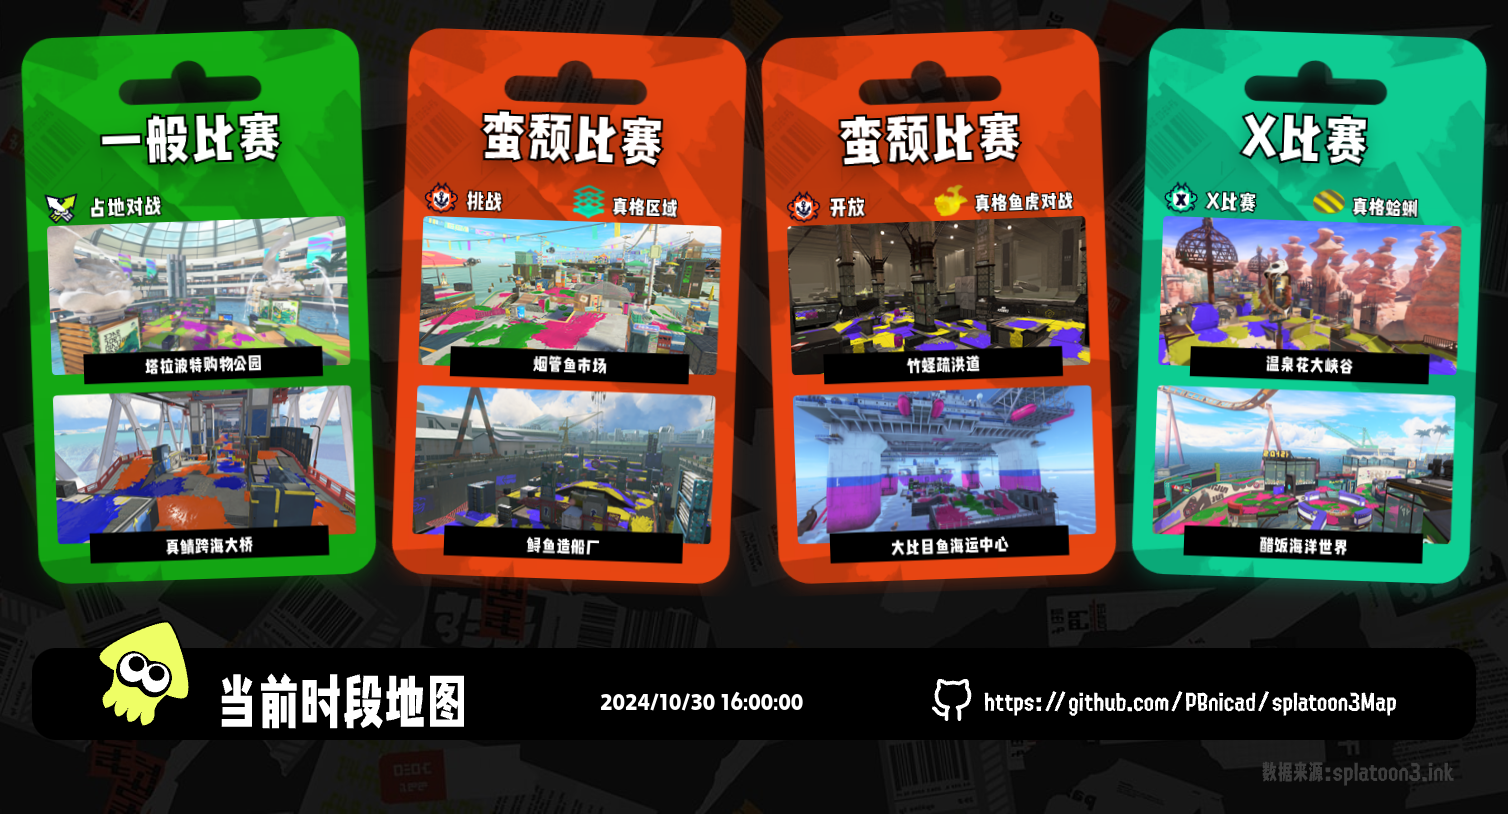 一般比赛
占地对战
塔拉波特购物公园
真鲷跨海大桥
蛮颓比赛
挑战
真格区域
烟管鱼市场
鲟鱼造船厂
蛮颓比赛
开放
真格鱼虎对战
竹蛏疏洪道
大比目鱼海运中心
X比赛
X比赛
真格蛤蜊
温泉花大峡谷
醋饭海洋世界
当前时段地图
2024/10/30 16:00:00
https://github.com/PBnicad/splatoon3Map
数据来源:splatoon3.ink